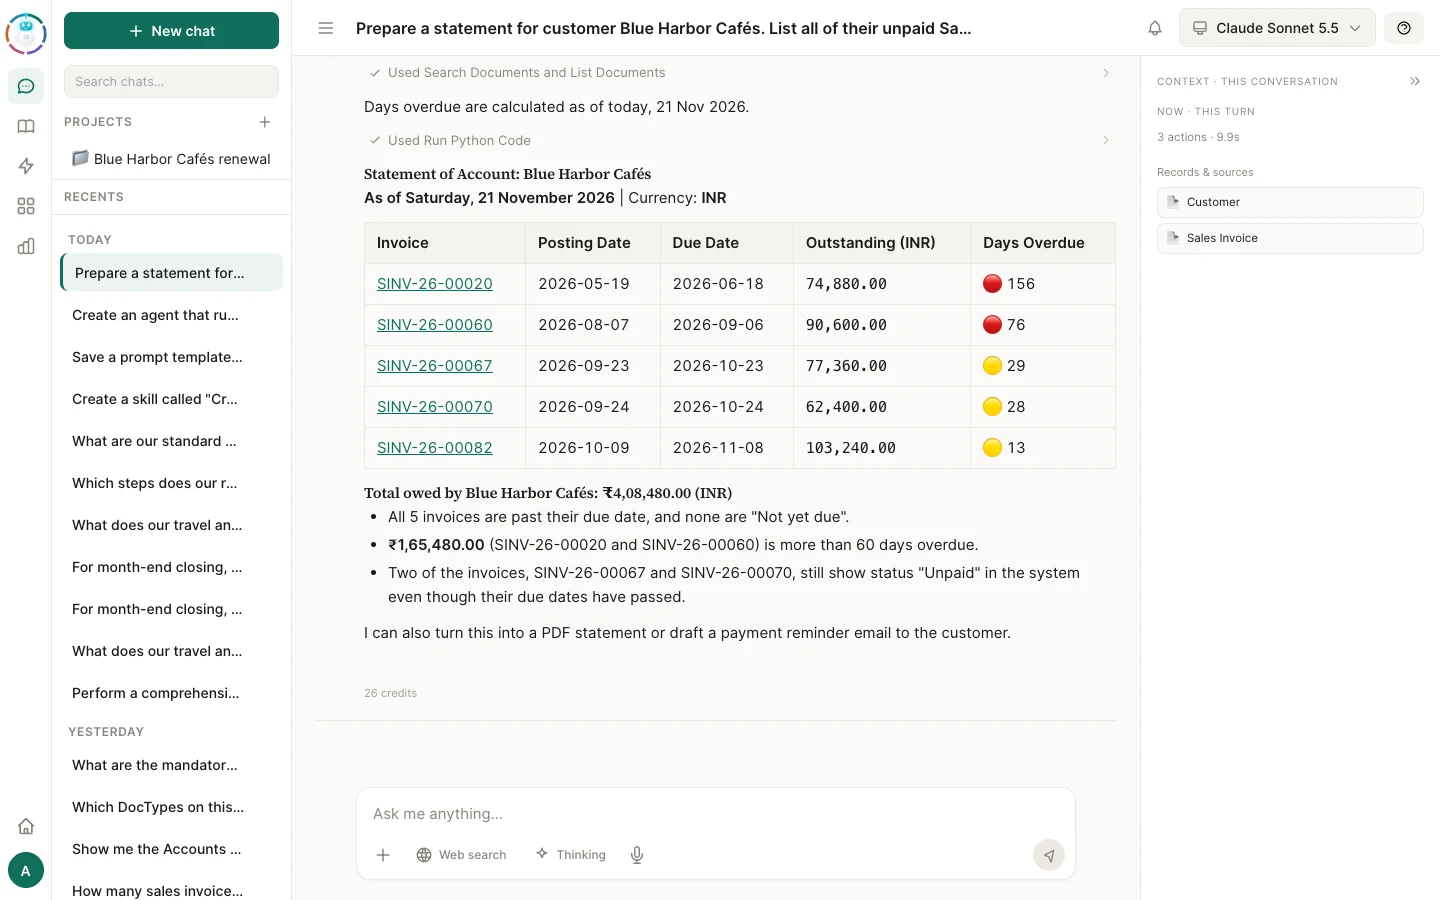 New chat
Search chats...
PROJECTS
Blue Harbor Cafés renewal
RECENTS
TODAY
Prepare a statement for...
Create an agent that ru...
Save a prompt template...
Create a skill called "Cr...
What are our standard ...
Which steps does our r...
What does our travel an...
For month-end closing, ...
For month-end closing, ...
What does our travel an...
Perform a comprehensi...
YESTERDAY
What are the mandator...
Which DocTypes on this...
Show me the Accounts ...
How many sales invoice...
A
Prepare a statement for customer Blue Harbor Cafés. List all of their unpaid Sa...
Claude Sonnet 5.5
Used Search Documents and List Documents
Days overdue are calculated as of today, 21 Nov 2026.
Used Run Python Code
Statement of Account: Blue Harbor Cafés
As of Saturday, 21 November 2026 | Currency: INR
Invoice Posting Date Due Date Outstanding (INR) Days Overdue
SINV-26-00020 2026-05-19 2026-06-18 74,880.00 156
SINV-26-00060 2026-08-07 2026-09-06 90,600.00 76
SINV-26-00067 2026-09-23 2026-10-23 77,360.00 29
SINV-26-00070 2026-09-24 2026-10-24 62,400.00 28
SINV-26-00082 2026-10-09 2026-11-08 103,240.00 13
Total owed by Blue Harbor Cafés: ₹4,08,480.00 (INR)
• All 5 invoices are past their due date, and none are "Not yet due".
• ₹1,65,480.00 (SINV-26-00020 and SINV-26-00060) is more than 60 days overdue.
• Two of the invoices, SINV-26-00067 and SINV-26-00070, still show status "Unpaid" in the system
even though their due dates have passed.
I can also turn this into a PDF statement or draft a payment reminder email to the customer.
26 credits
Ask me anything...
Web search Thinking
CONTEXT · THIS CONVERSATION
NOW · THIS TURN
3 actions · 9.9s
Records & sources
Customer
Sales Invoice